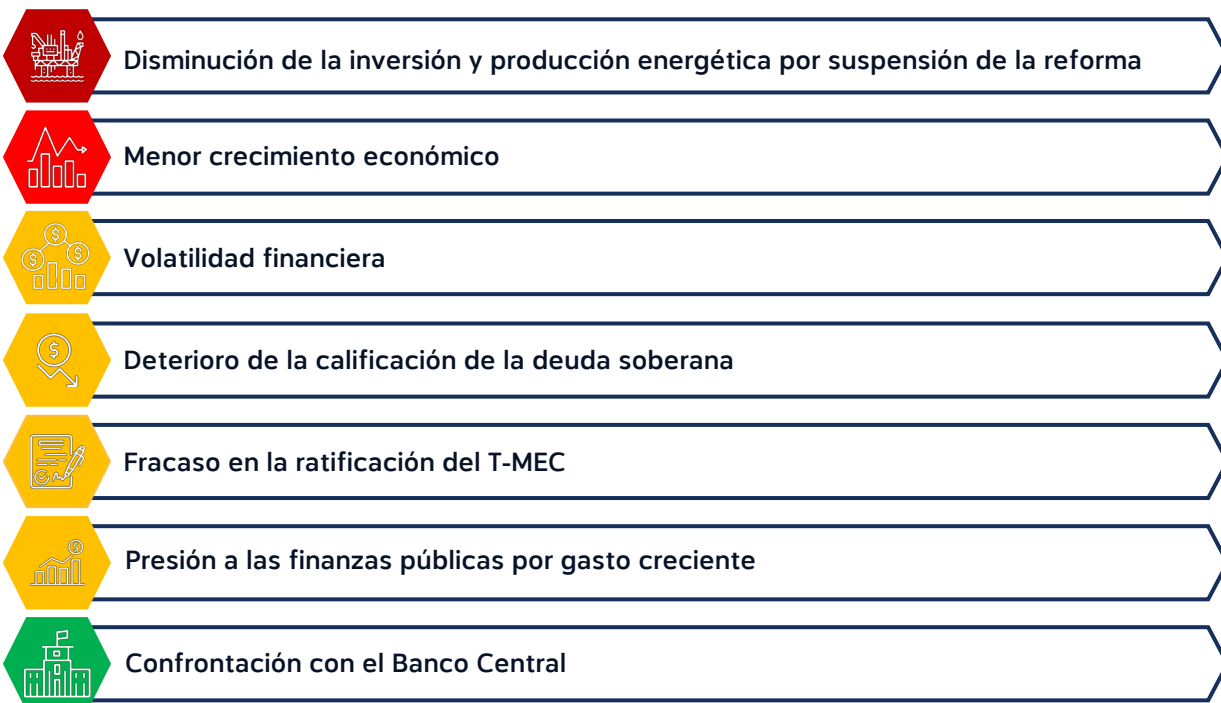 Disminución de la inversión y producción energética por suspensión de la reforma
Menor crecimiento económico
Volatilidad financiera
Deterioro de la calificación de la deuda soberana
Fracaso en la ratificación del T-MEC
Presión a las finanzas públicas por gasto creciente
Confrontación con el Banco Central